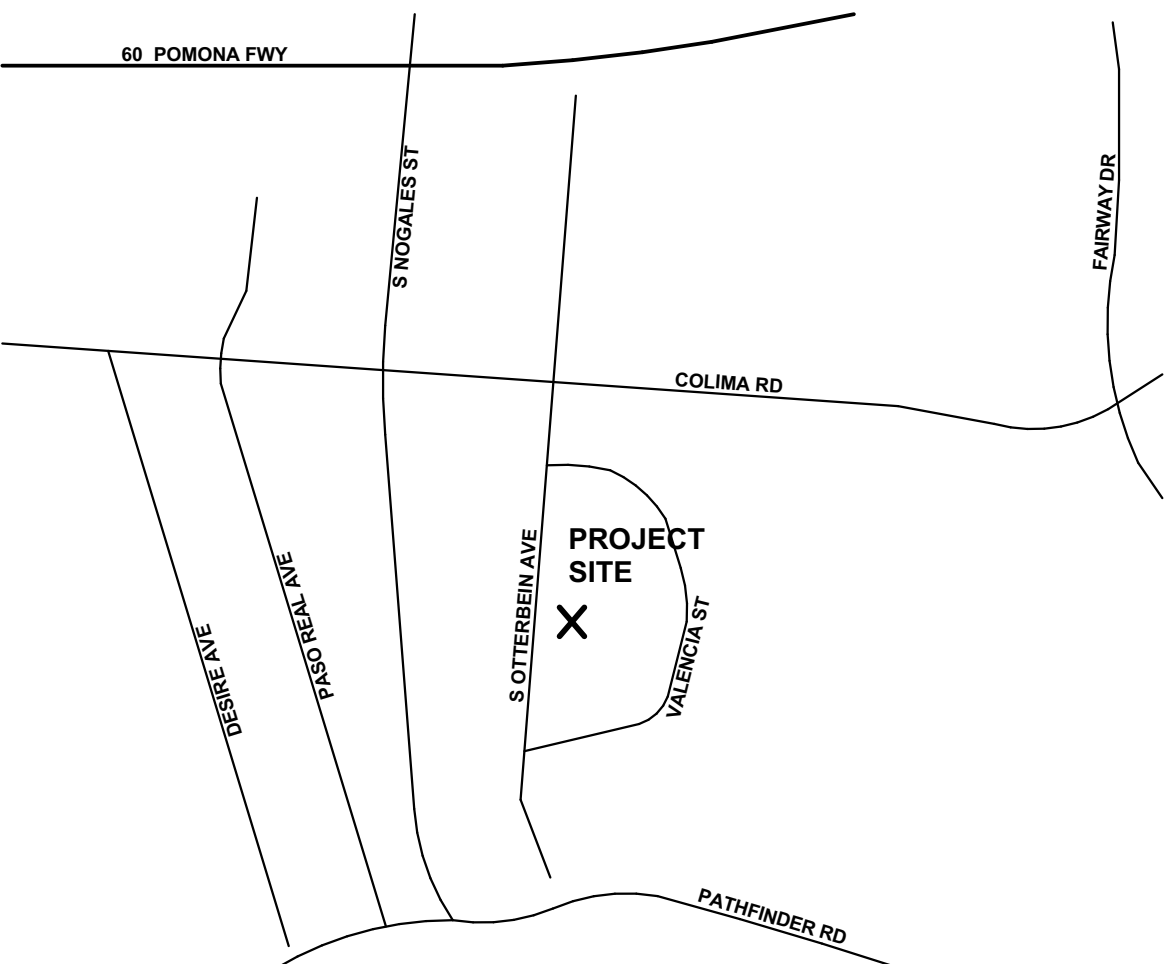 60 POMONA FWY
S NOGALES ST
FAIRWAY DR
COLIMA RD
PROJECT
SITE
S OTTERBEIN AVE
PASO REAL AVE
DESIRE AVE
VALENCIA ST
PATHFINDER RD